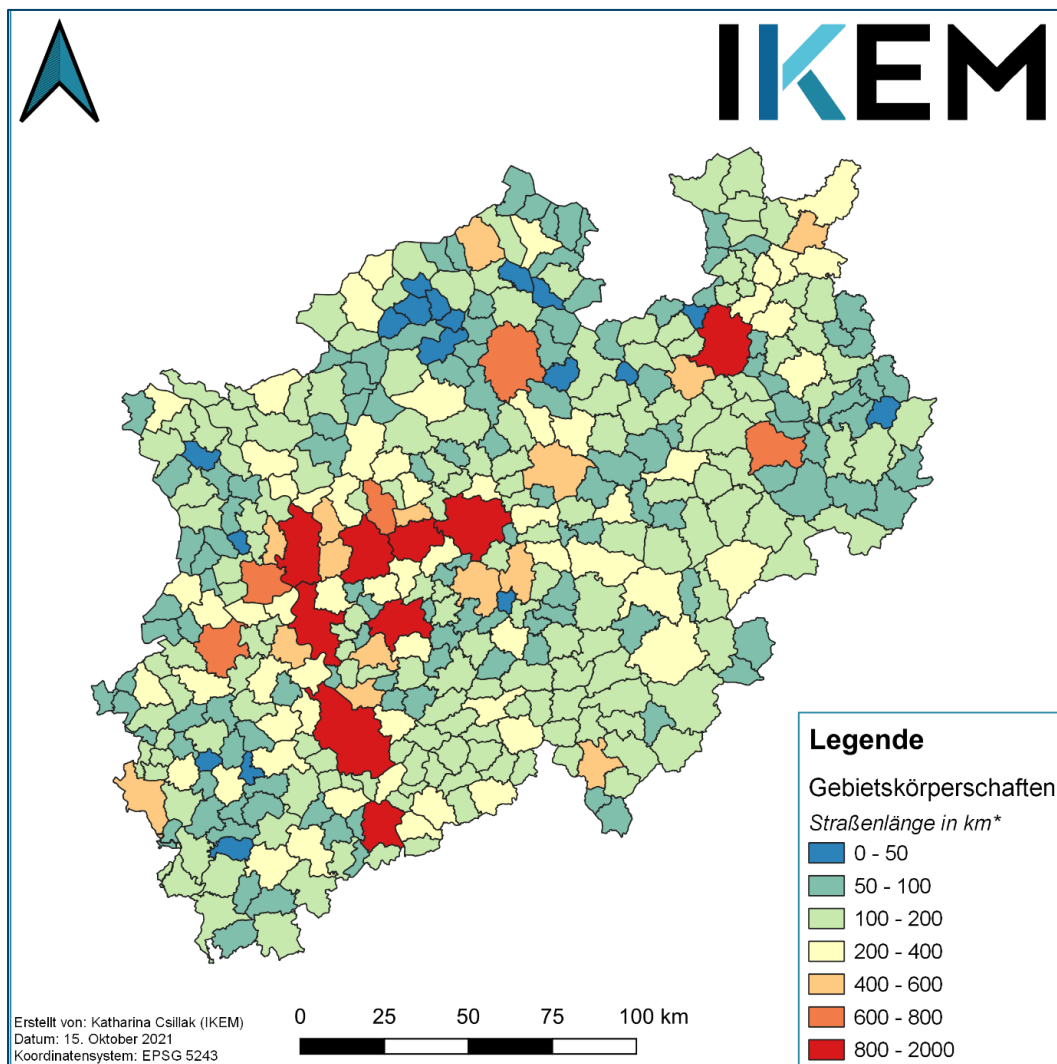 IKEM
Legende
Gebietskörperschaften
Straßenlänge in km*
0 - 50
50 - 100
100 - 200
200 - 400
400 - 600
600 - 800
800 - 2000
Erstellt von: Katharina Csillak (IKEM)
Datum: 15. Oktober 2021
Koordinatensystem: EPSG 5243
0 25 50 75 100 km